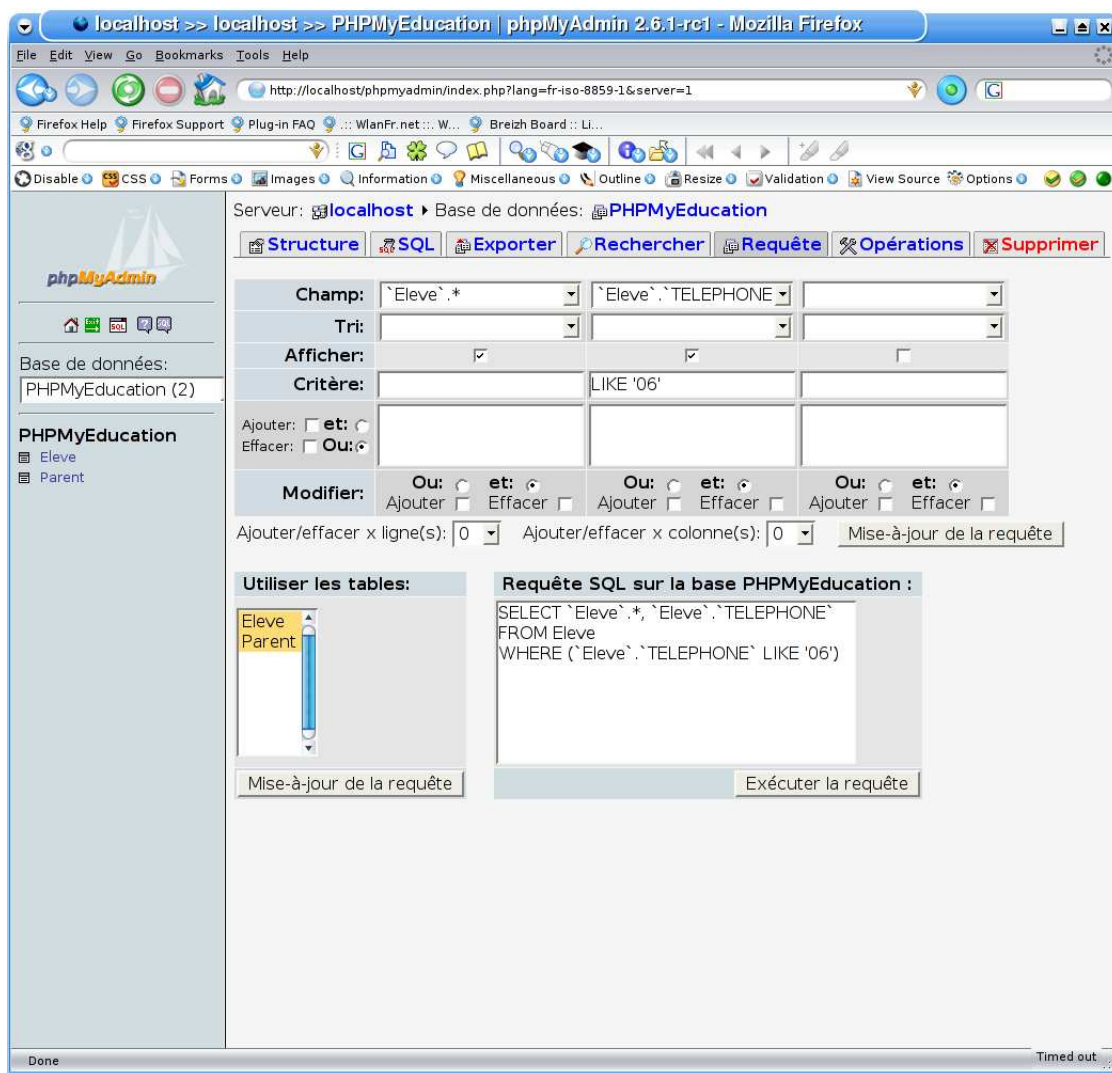 localhost >> localhost >> PHPMyEducation | phpMyAdmin 2.6.1-rc1 - Mozilla Firefox
File Edit View Go Bookmarks Tools Help
http://localhost/phpmyadmin/index.php?lang=fr-iso-8859-1&server=1
G
Firefox Help Firefox Support Plug-in FAQ .:: WlanFr.net ::. W... Breizh Board :: Li...
G
Disable CSS Forms Images Information Miscellaneous Outline Resize Validation View Source Options
phpMyAdmin
SQL
Base de données:
PHPMyEducation (2)
PHPMyEducation
Eleve
Parent
Serveur: localhost Base de données: PHPMyEducation
Structure SQL Exporter Rechercher Requête Opérations Supprimer
Champ: `Eleve`.* `Eleve`.`TELEPHONE
Tri:
Afficher:
Critère: LIKE '06'
Ajouter: et:
Effacer: Ou:
Modifier: Ou: et: Ou: et: Ou: et:
Ajouter Effacer Ajouter Effacer Ajouter Effacer
Ajouter/effacer x ligne(s): 0 Ajouter/effacer x colonne(s): 0 Mise-à-jour de la requête
Utiliser les tables:
Eleve
Parent
Mise-à-jour de la requête
Requête SQL sur la base PHPMyEducation :
SELECT `Eleve`.*, `Eleve`.`TELEPHONE`
FROM Eleve
WHERE (`Eleve`.`TELEPHONE` LIKE '06')
Exécuter la requête
Done Timed out